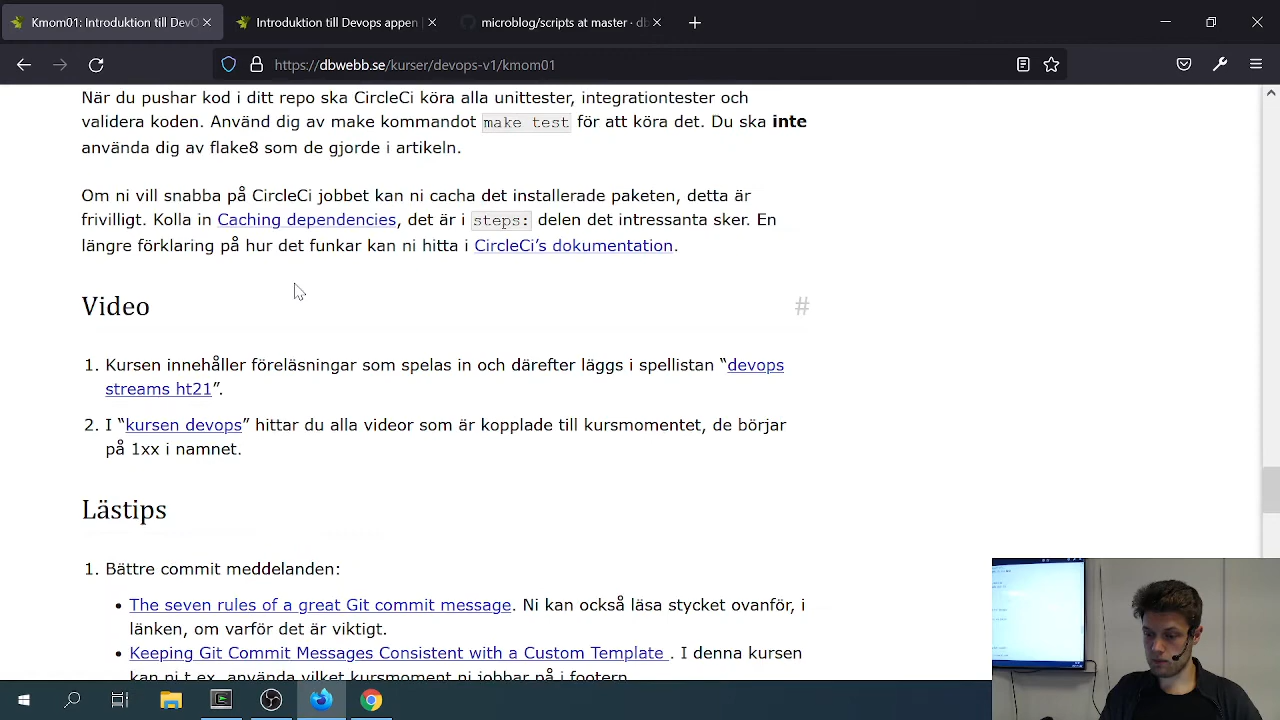 Kmom01: Introduktion till DevO
Introduktion till Devops appen |
microblog/scripts at master · db
https://dbwebb.se/kurser/devops-v1/kmom01
När du pushar kod i ditt repo ska CircleCi köra alla unittester, integrationtester och
validera koden. Använd dig av make kommandot make test för att köra det. Du ska inte
använda dig av flake8 som de gjorde i artikeln.
Om ni vill snabba på CircleCi jobbet kan ni cacha det installerade paketen, detta är
frivilligt. Kolla in Caching dependencies, det är i steps: delen det intressanta sker. En
längre förklaring på hur det funkar kan ni hitta i CircleCi’s dokumentation.
Video
#
1. Kursen innehåller föreläsningar som spelas in och därefter läggs i spellistan “devops
streams ht21”.
2. I “kursen devops” hittar du alla videor som är kopplade till kursmomentet, de börjar
på 1xx i namnet.
Lästips
1. Bättre commit meddelanden:
• The seven rules of a great Git commit message. Ni kan också läsa stycket ovanför, i
länken, om varför det är viktigt.
• Keeping Git Commit Messages Consistent with a Custom Template . I denna kursen